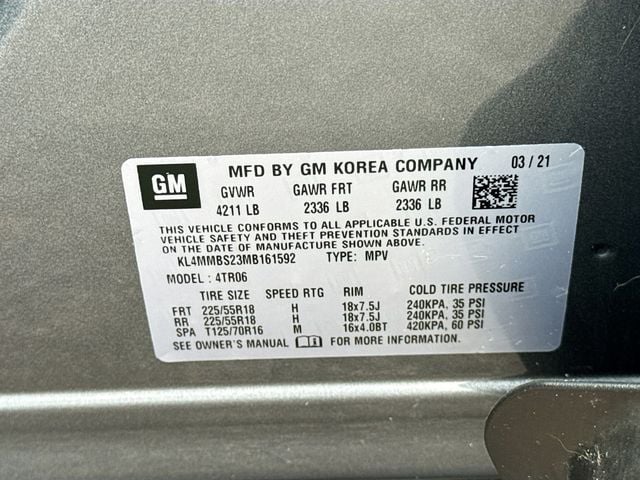 GM
MFD BY GM KOREA COMPANY 03 / 21
GVWR GAWR FRT GAWR RR
4211 LB 2336 LB 2336 LB
THIS VEHICLE CONFORMS TO ALL APPLICABLE U.S. FEDERAL MOTOR
VEHICLE SAFETY AND THEFT PREVENTION STANDARDS IN EFFECT
ON THE DATE OF MANUFACTURE SHOWN ABOVE.
KL4MMBS23MB161592 TYPE: MPV
MODEL : 4TR06
TIRE SIZE SPEED RTG RIM COLD TIRE PRESSURE
FRT 225/55R18 H 18x7.5J 240KPA, 35 PSI
RR 225/55R18 H 18x7.5J 240KPA, 35 PSI
SPA T125/70R16 M 16x4.0BT 420KPA, 60 PSI
SEE OWNER'S MANUAL FOR MORE INFORMATION.